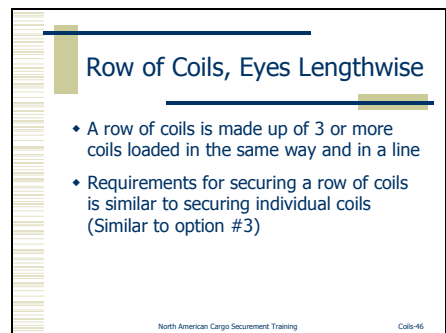 Row of Coils, Eyes Lengthwise
◆ A row of coils is made up of 3 or more
coils loaded in the same way and in a line
◆ Requirements for securing a row of coils
is similar to securing individual coils
(Similar to option #3)
North American Cargo Securement Training Coils-46